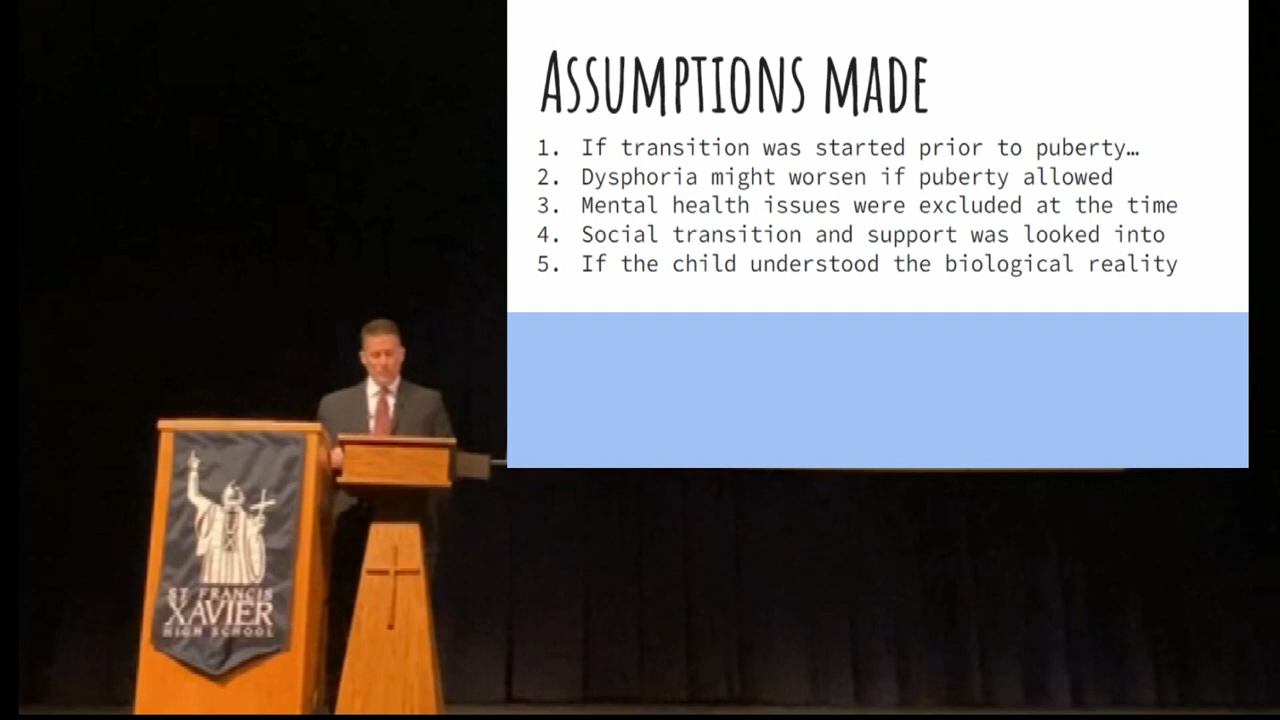 ASSUMPTIONS MADE
1. If transition was started prior to puberty…
2. Dysphoria might worsen if puberty allowed
3. Mental health issues were excluded at the time
4. Social transition and support was looked into
5. If the child understood the biological reality
ST FRANCIS
XAVIER
HIGH SCHOOL